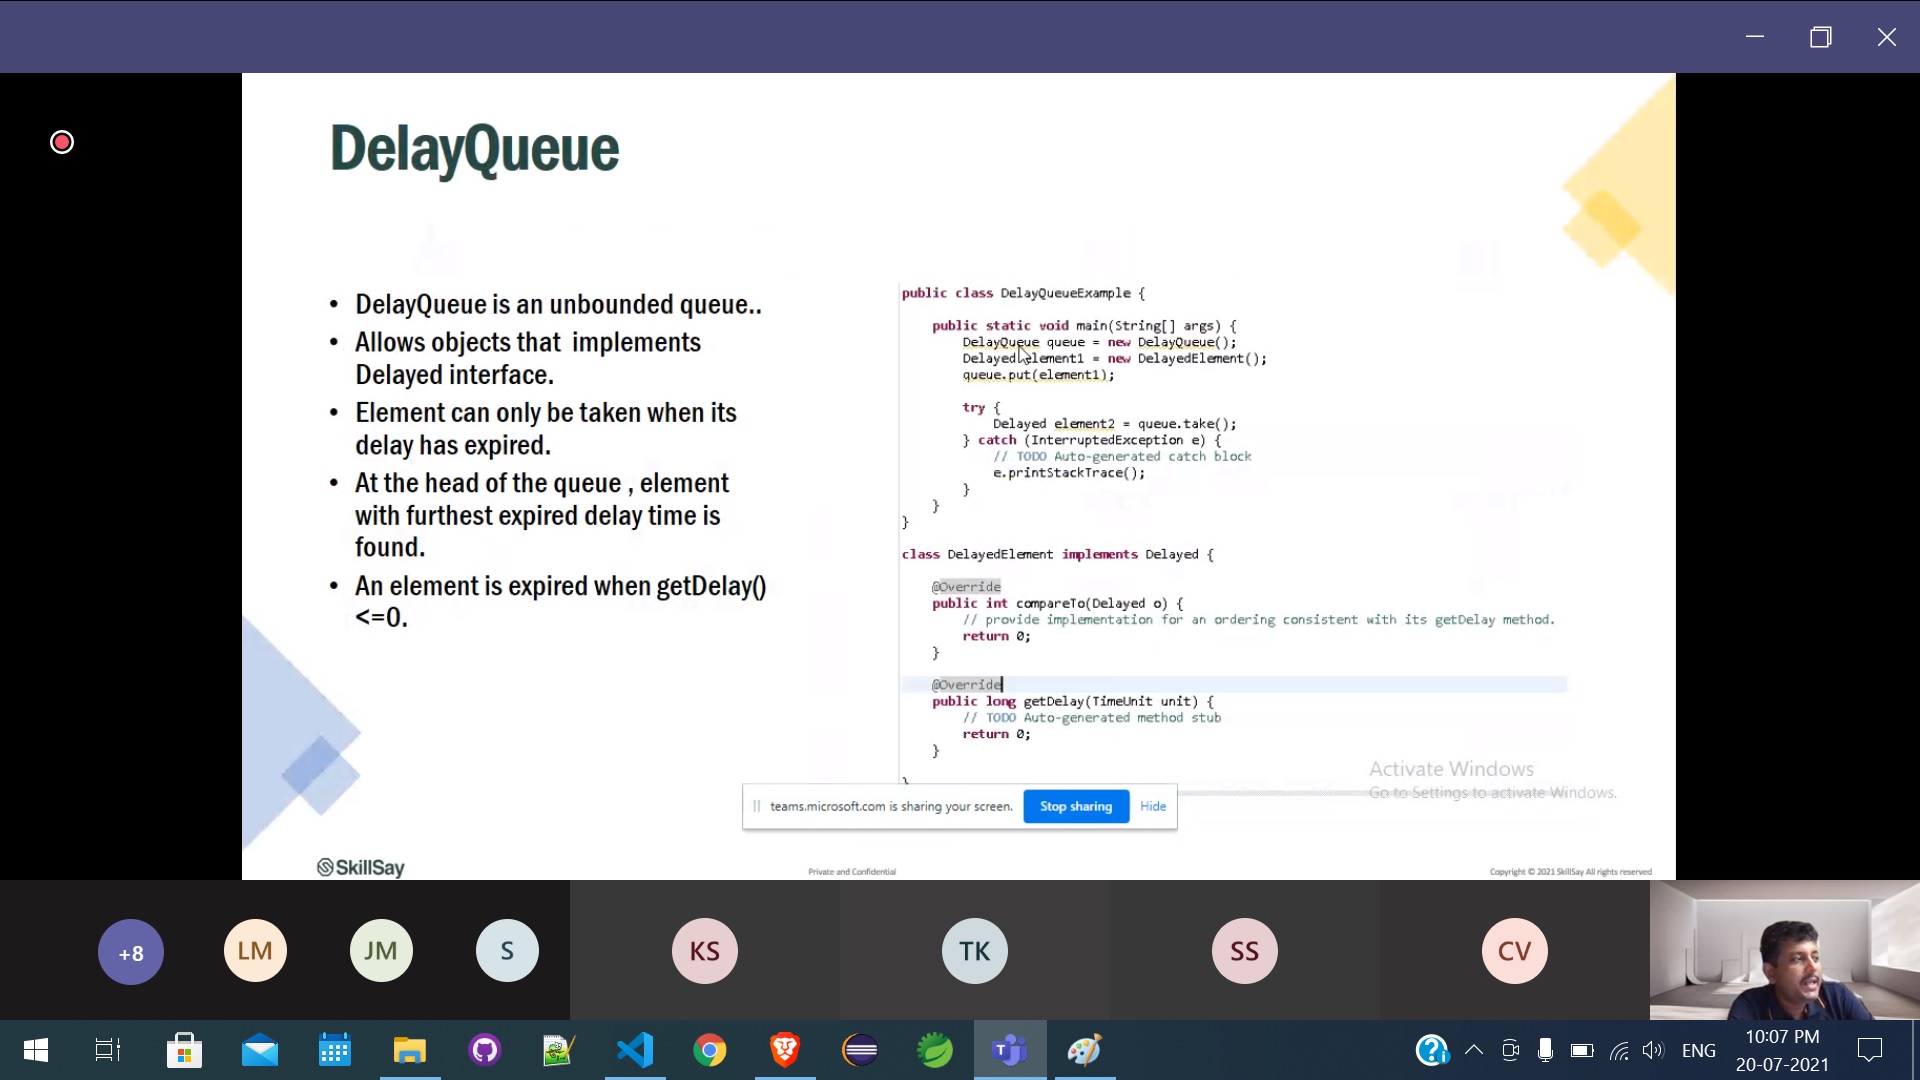 DelayQueue
• DelayQueue is an unbounded queue..
• Allows objects that implements
Delayed interface.
• Element can only be taken when its
delay has expired.
• At the head of the queue , element
with furthest expired delay time is
found.
• An element is expired when getDelay()
<=0.
public class DelayQueueExample {
public static void main(String[] args) {
DelayQueue queue = new DelayQueue();
Delayed element1 = new DelayedElement();
queue.put(element1);
try {
Delayed element2 = queue.take();
} catch (InterruptedException e) {
// TODO Auto-generated catch block
e.printStackTrace();
}
}
}
class DelayedElement implements Delayed {
@Override
public int compareTo(Delayed o) {
// provide implementation for an ordering consistent with its getDelay method.
return 0;
}
@Override
public long getDelay(TimeUnit unit) {
// TODO Auto-generated method stub
return 0;
}
}
Activate Windows
Go to Settings to activate Windows.
teams.microsoft.com is sharing your screen. Stop sharing Hide
SkillSay
Private and Confidential
Copyright © 2021 SkillSay All rights reserved
+8 LM JM S KS TK SS CV
ENG
10:07 PM
20-07-2021